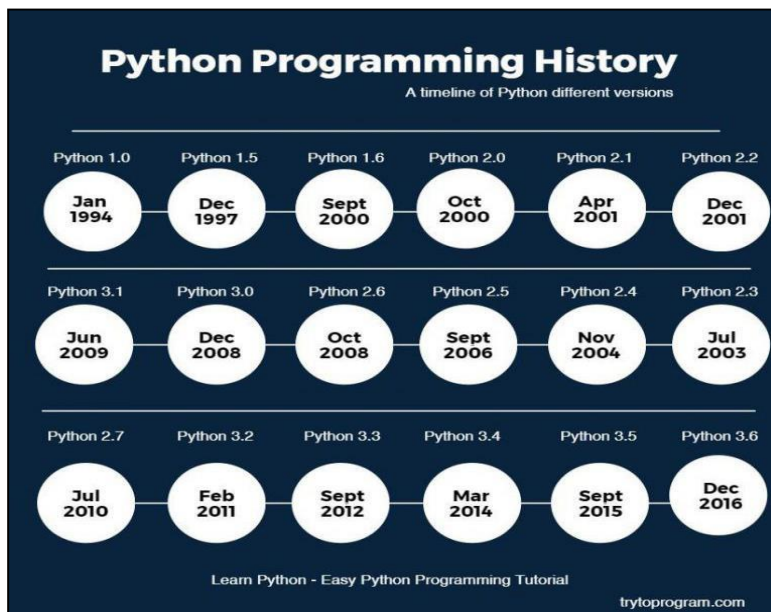 Python Programming History
A timeline of Python different versions
Python 1.0 Python 1.5 Python 1.6 Python 2.0 Python 2.1 Python 2.2
Jan Dec Sept Oct Apr Dec
1994 1997 2000 2000 2001 2001
Python 3.1 Python 3.0 Python 2.6 Python 2.5 Python 2.4 Python 2.3
Jun Dec Oct Sept Nov Jul
2009 2008 2008 2006 2004 2003
Python 2.7 Python 3.2 Python 3.3 Python 3.4 Python 3.5 Python 3.6
Jul Feb Sept Mar Sept Dec
2010 2011 2012 2014 2015 2016
Learn Python - Easy Python Programming Tutorial
trytoprogram.com